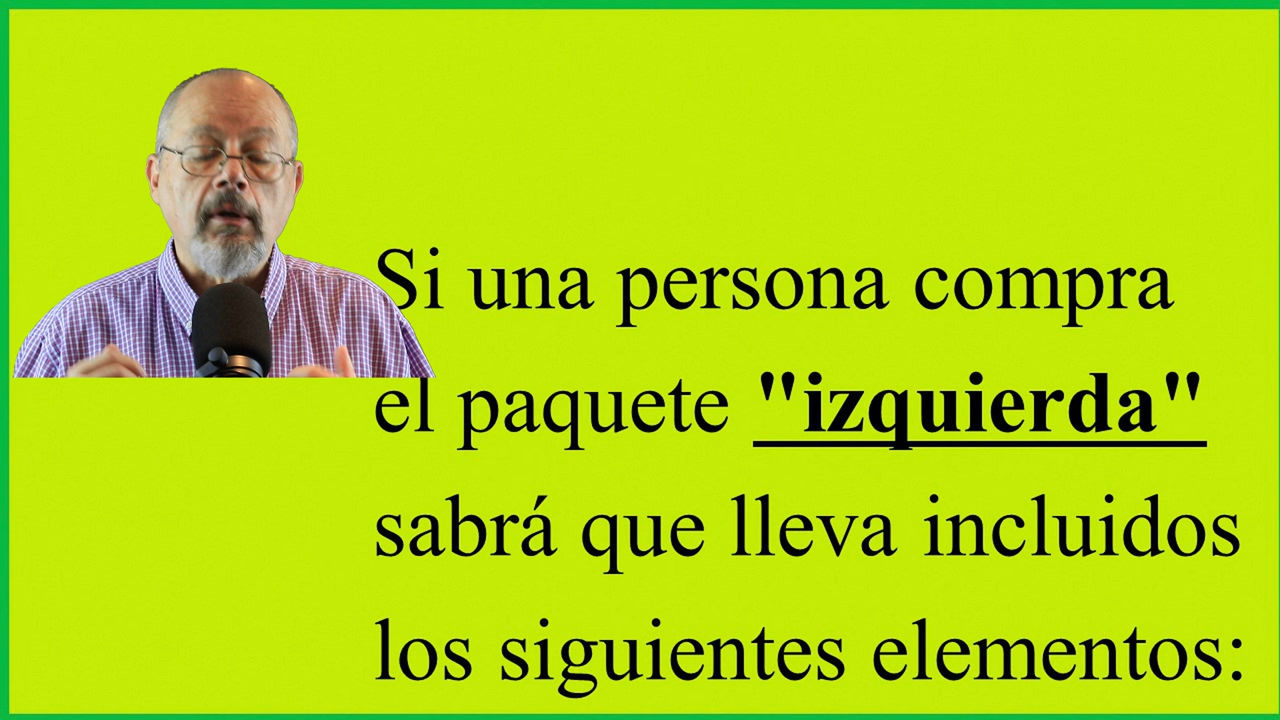 Si una persona compra
el paquete "izquierda"
sabrá que lleva incluidos
los siguientes elementos: